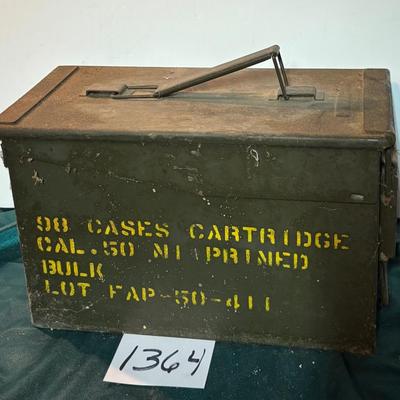 98 CASES CARTRIDGE
CAL .50 M1 PRIMED
BULK
LOT FAP-50-411
1364